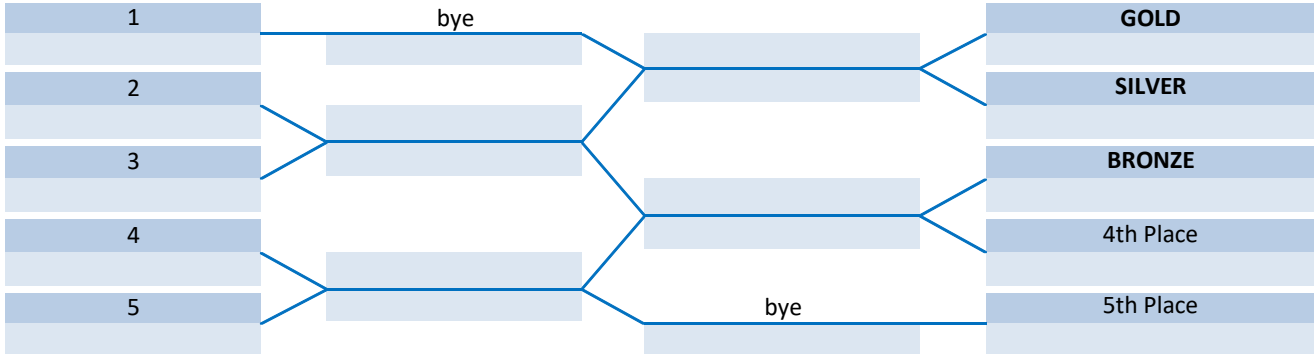 1
bye
GOLD
2
SILVER
3
BRONZE
4
4th Place
5
bye
5th Place